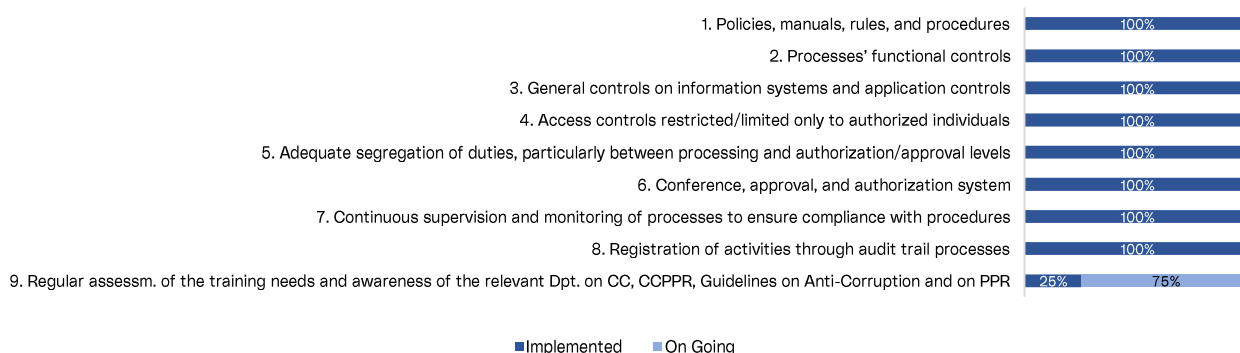 1. Policies, manuals, rules, and procedures 100%
2. Processes' functional controls 100%
3. General controls on information systems and application controls 100%
4. Access controls restricted/limited only to authorized individuals 100%
5. Adequate segregation of duties, particularly between processing and authorization/approval levels 100%
6. Conference, approval, and authorization system 100%
7. Continuous supervision and monitoring of processes to ensure compliance with procedures 100%
8. Registration of activities through audit trail processes 100%
9. Regular assessm. of the training needs and awareness of the relevant Dpt. on CC, CCPPR, Guidelines on Anti-Corruption and on PPR 25% 75%
Implemented On Going